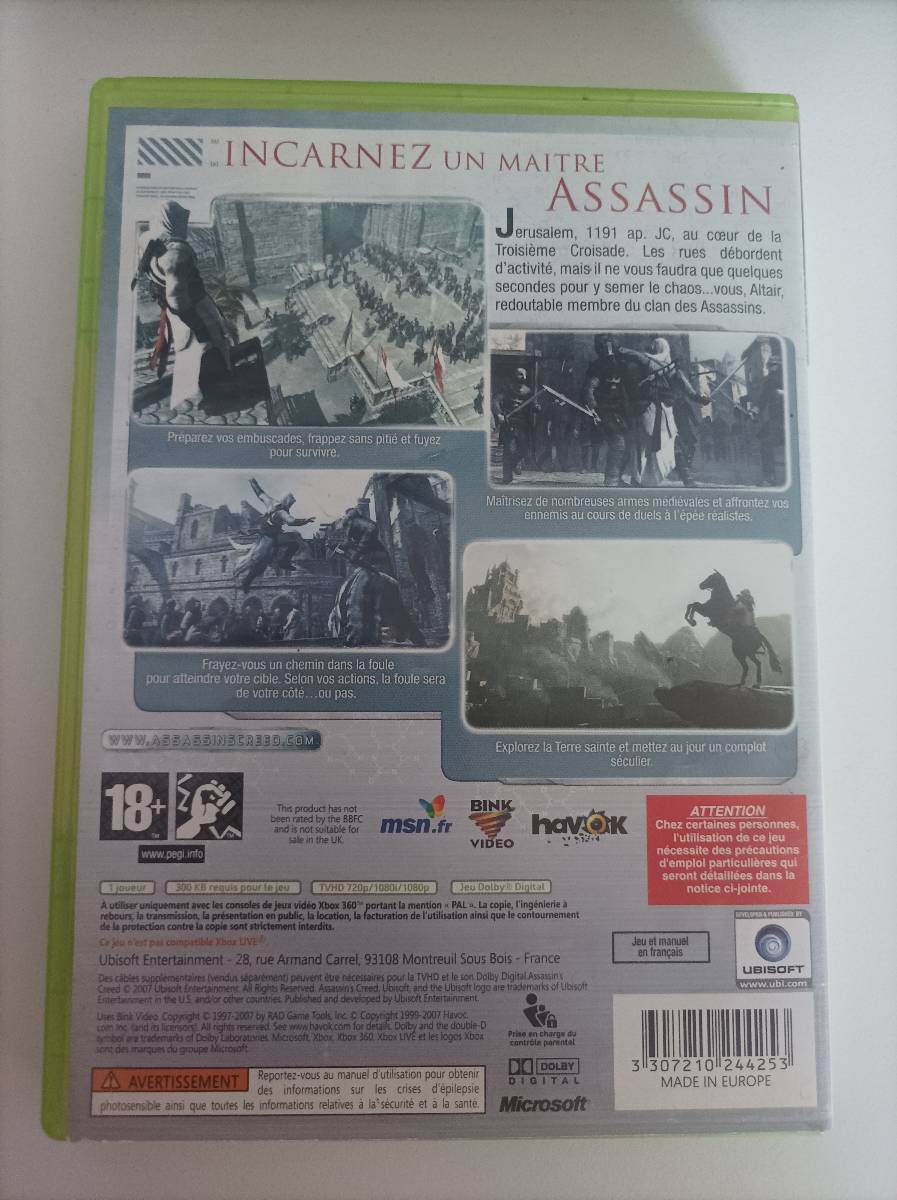 INCARNEZ UN MAITRE
ASSASSIN
Jerusalem, 1191 ap. JC, au cœur de la
Troisième Croisade. Les rues débordent
d'activité, mais il ne vous faudra que quelques
secondes pour y semer le chaos...vous, Altair,
redoutable membre du clan des Assassins.
Préparez vos embuscades, frappez sans pitié et fuyez
pour survivre.
Maîtrisez de nombreuses armes médiévales et affrontez vos
ennemis au cours de duels à l'épée réalistes.
Frayez-vous un chemin dans la foule
pour atteindre votre cible. Selon vos actions, la foule sera
de votre côté...ou pas.
Explorez la Terre sainte et mettez au jour un complot
séculier.
WWW.ASSASSINSCREED.COM
18+
www.pegi.info
This product has not
been rated by the BBFC
and is not suitable for
sale in the UK.
msn.fr
BINK
VIDEO
havok
ATTENTION
Chez certaines personnes,
l'utilisation de ce jeu
nécessite des précautions
d'emploi particulières qui
seront détaillées dans la
notice ci-jointe.
1 joueur
300 KB requis pour le jeu
TVHD 720p/1080i/1080p
Jeu Dolby® Digital
À utiliser uniquement avec les consoles de jeux vidéo Xbox 360™ portant la mention « PAL ». La copie, l'ingénierie à
rebours, la transmission, la présentation en public, la location, la facturation de l'utilisation ainsi que le contournement
de la protection contre la copie sont strictement interdits.
Ce jeu n'est pas compatible Xbox LIVE®.
Ubisoft Entertainment - 28, rue Armand Carrel, 93108 Montreuil Sous Bois - France
Des câbles supplémentaires (vendus séparément) peuvent être nécessaires pour la TVHD et le son Dolby Digital.Assassin's
Creed © 2007 Ubisoft Entertainment. All Rights Reserved. Assassin's Creed, Ubisoft, and the Ubisoft logo are trademarks of Ubisoft
Entertainment in the U.S. and/or other countries. Published and developed by Ubisoft Entertainment.
Uses Bink Video. Copyright © 1997-2007 by RAD Game Tools, Inc. © Copyright 1999-2007 Havoc.
com Inc. (and its licensors). All rights reserved. See www.havok.com for details. Dolby and the double-D
symbol are trademarks of Dolby Laboratories. Microsoft, Xbox, Xbox 360, Xbox LIVE et les logos Xbox
sont des marques du groupe Microsoft.
Jeu et manuel
en français
DEVELOPED & PUBLISHED BY
UBISOFT
www.ubi.com
Prise en charge du
contrôle parental
DOLBY
DIGITAL
Microsoft
AVERTISSEMENT
Reportez-vous au manuel d'utilisation pour obtenir
des informations sur les crises d'épilepsie
photosensible ainsi que toutes les informations relatives à la sécurité et à la santé.
3 307210 244253
MADE IN EUROPE